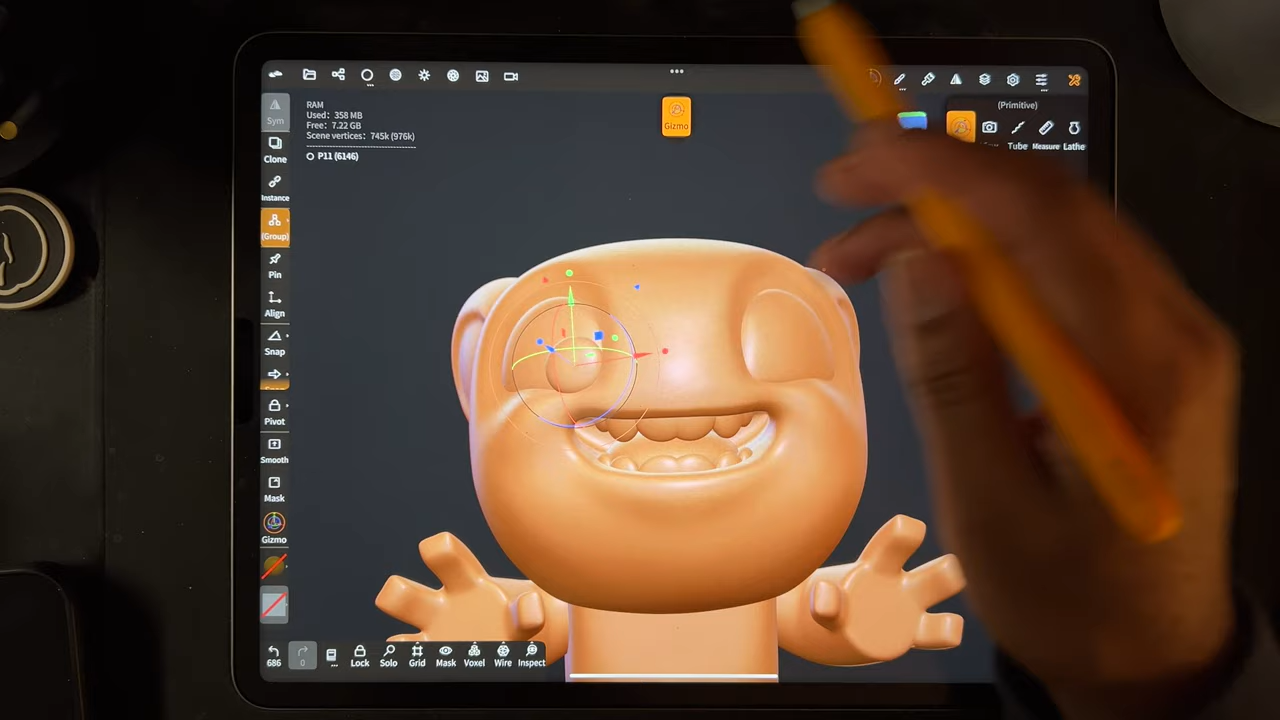 RAM
Used: 358 MB
Free: 7.22 GB
Scene vertices: 745k (976k)
P11 (6146)
Gizmo
(Primitive)
Tube
Measure
Lathe
Sym
Clone
Instance
(Group)
Pin
Align
Snap
Pivot
Smooth
Mask
Gizmo
686
0
Lock
Solo
Grid
Mask
Voxel
Wire
Inspect